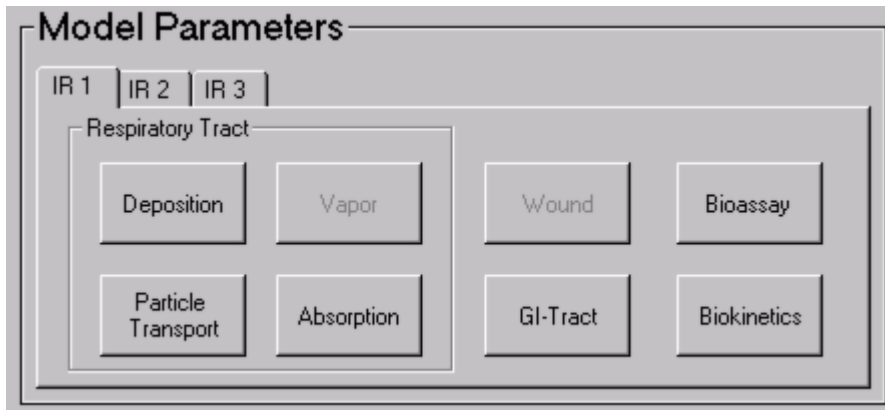 Model Parameters
IR 1 IR 2 IR 3
Respiratory Tract
Deposition Vapor Wound Bioassay
Particle
Transport Absorption GI-Tract Biokinetics